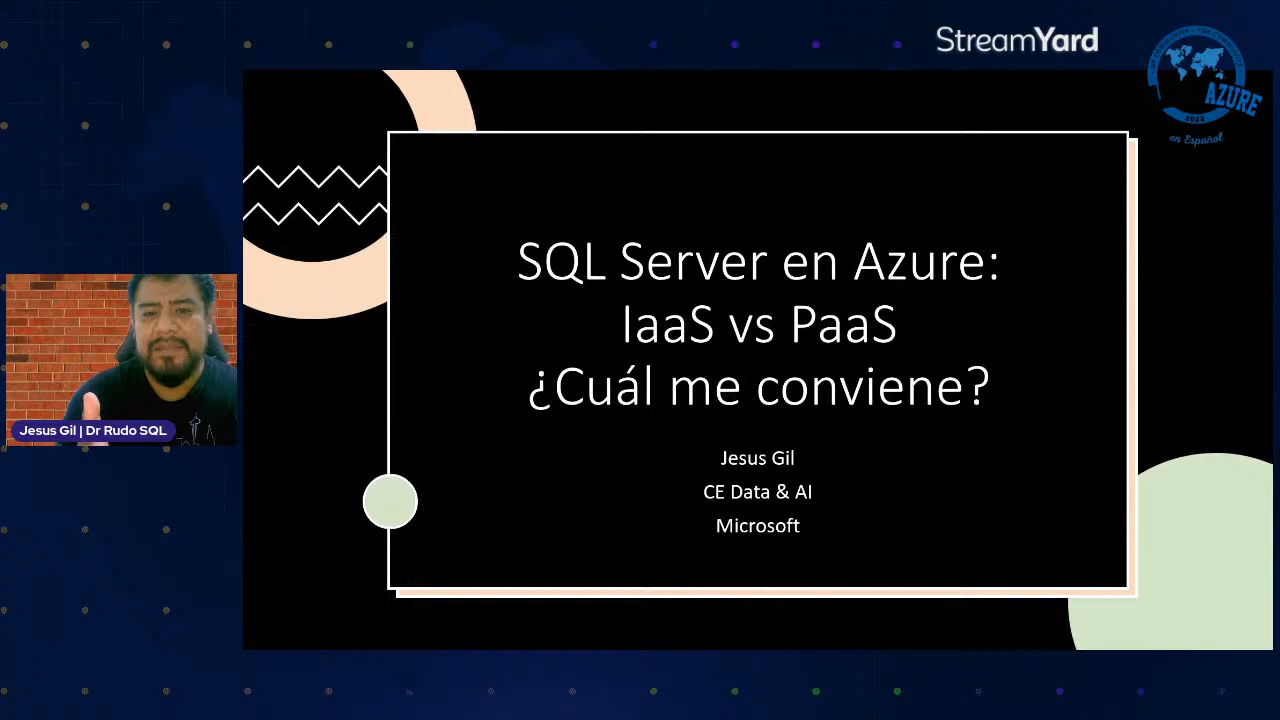 StreamYard
AZURE
2024
en Español
SQL Server en Azure:
IaaS vs PaaS
¿Cuál me conviene?
Jesus Gil
CE Data & AI
Microsoft
Jesus Gil | Dr Rudo SQL